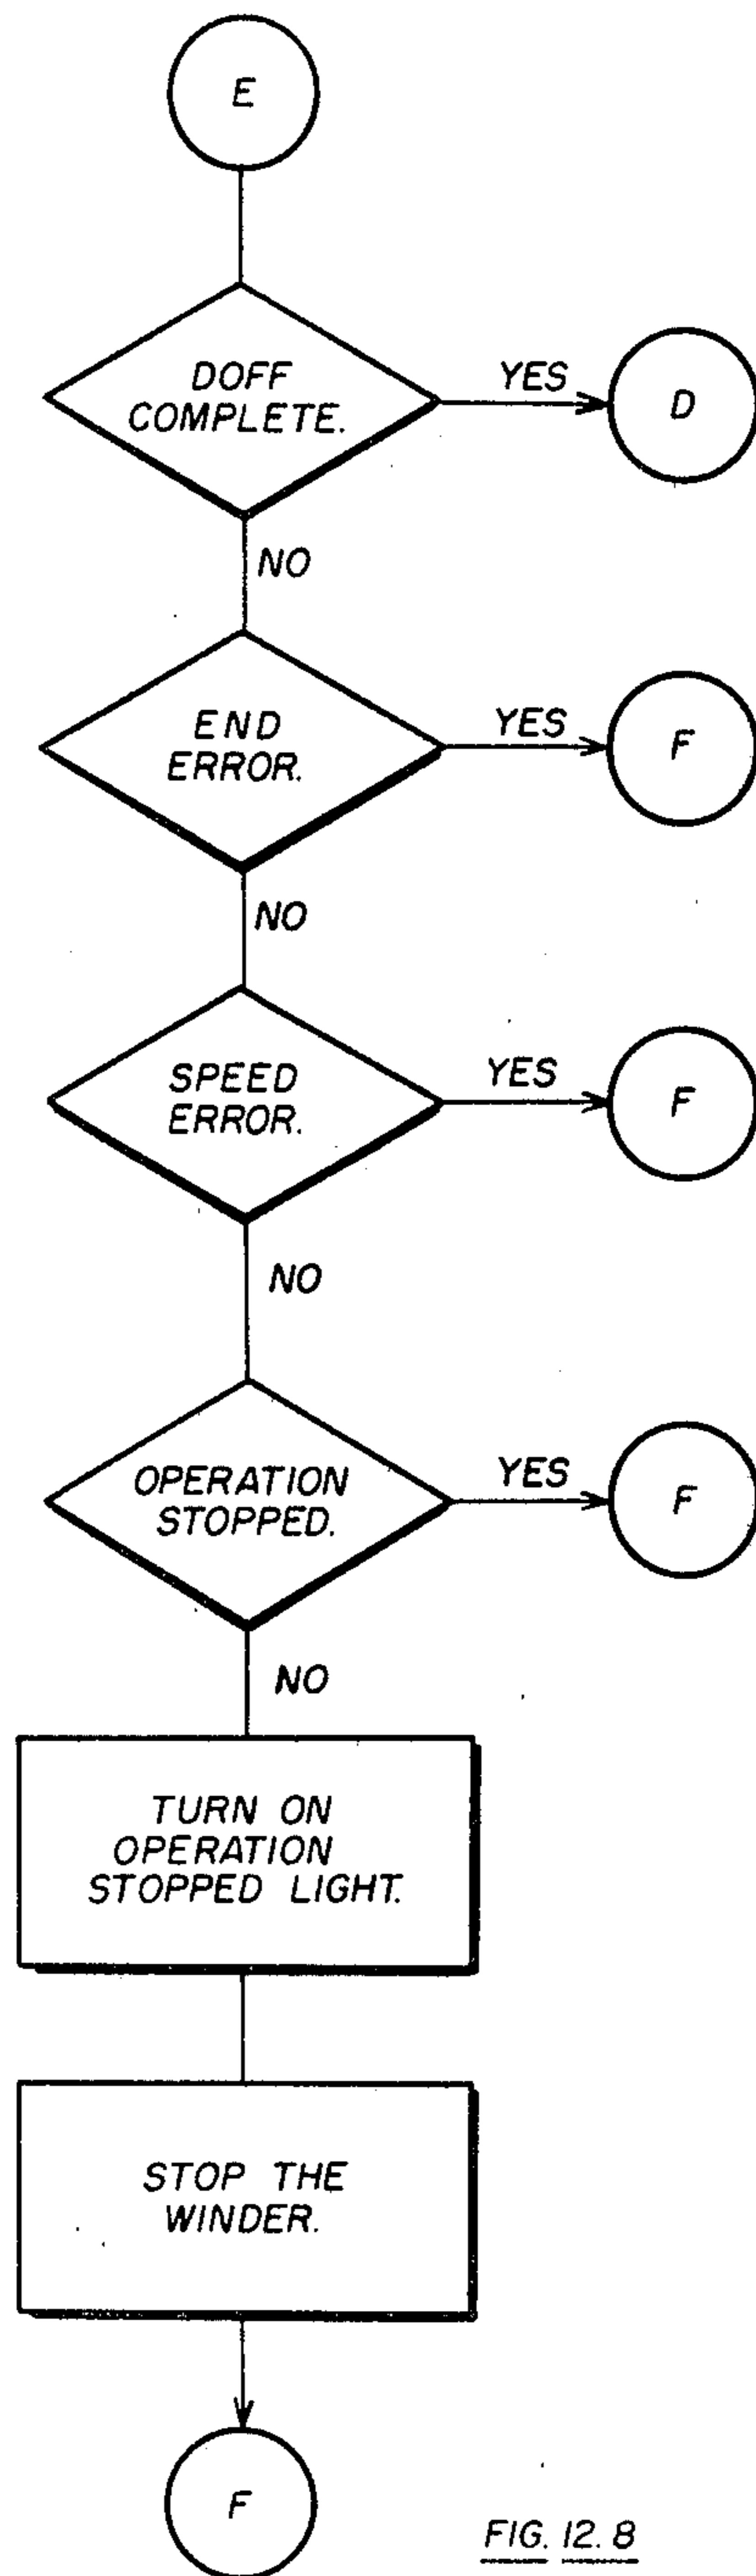 E
DOFF
COMPLETE.
YES
D
NO
END
ERROR.
YES
F
NO
SPEED
ERROR.
YES
F
NO
OPERATION
STOPPED.
YES
F
NO
TURN ON
OPERATION
STOPPED LIGHT.
STOP THE
WINDER.
F
FIG. 12.8